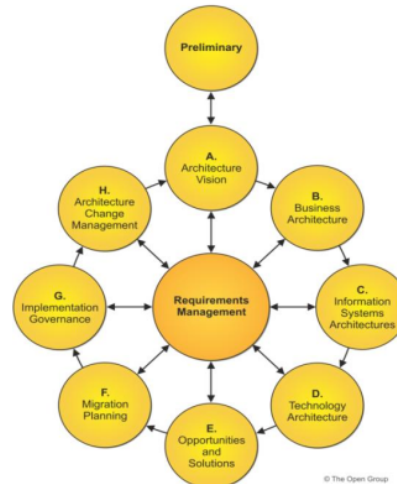 Preliminary
A.
Architecture
Vision
B.
Business
Architecture
C.
Information
Systems
Architectures
D.
Technology
Architecture
E.
Opportunities
and
Solutions
F.
Migration
Planning
G.
Implementation
Governance
H.
Architecture
Change
Management
Requirements
Management
© The Open Group